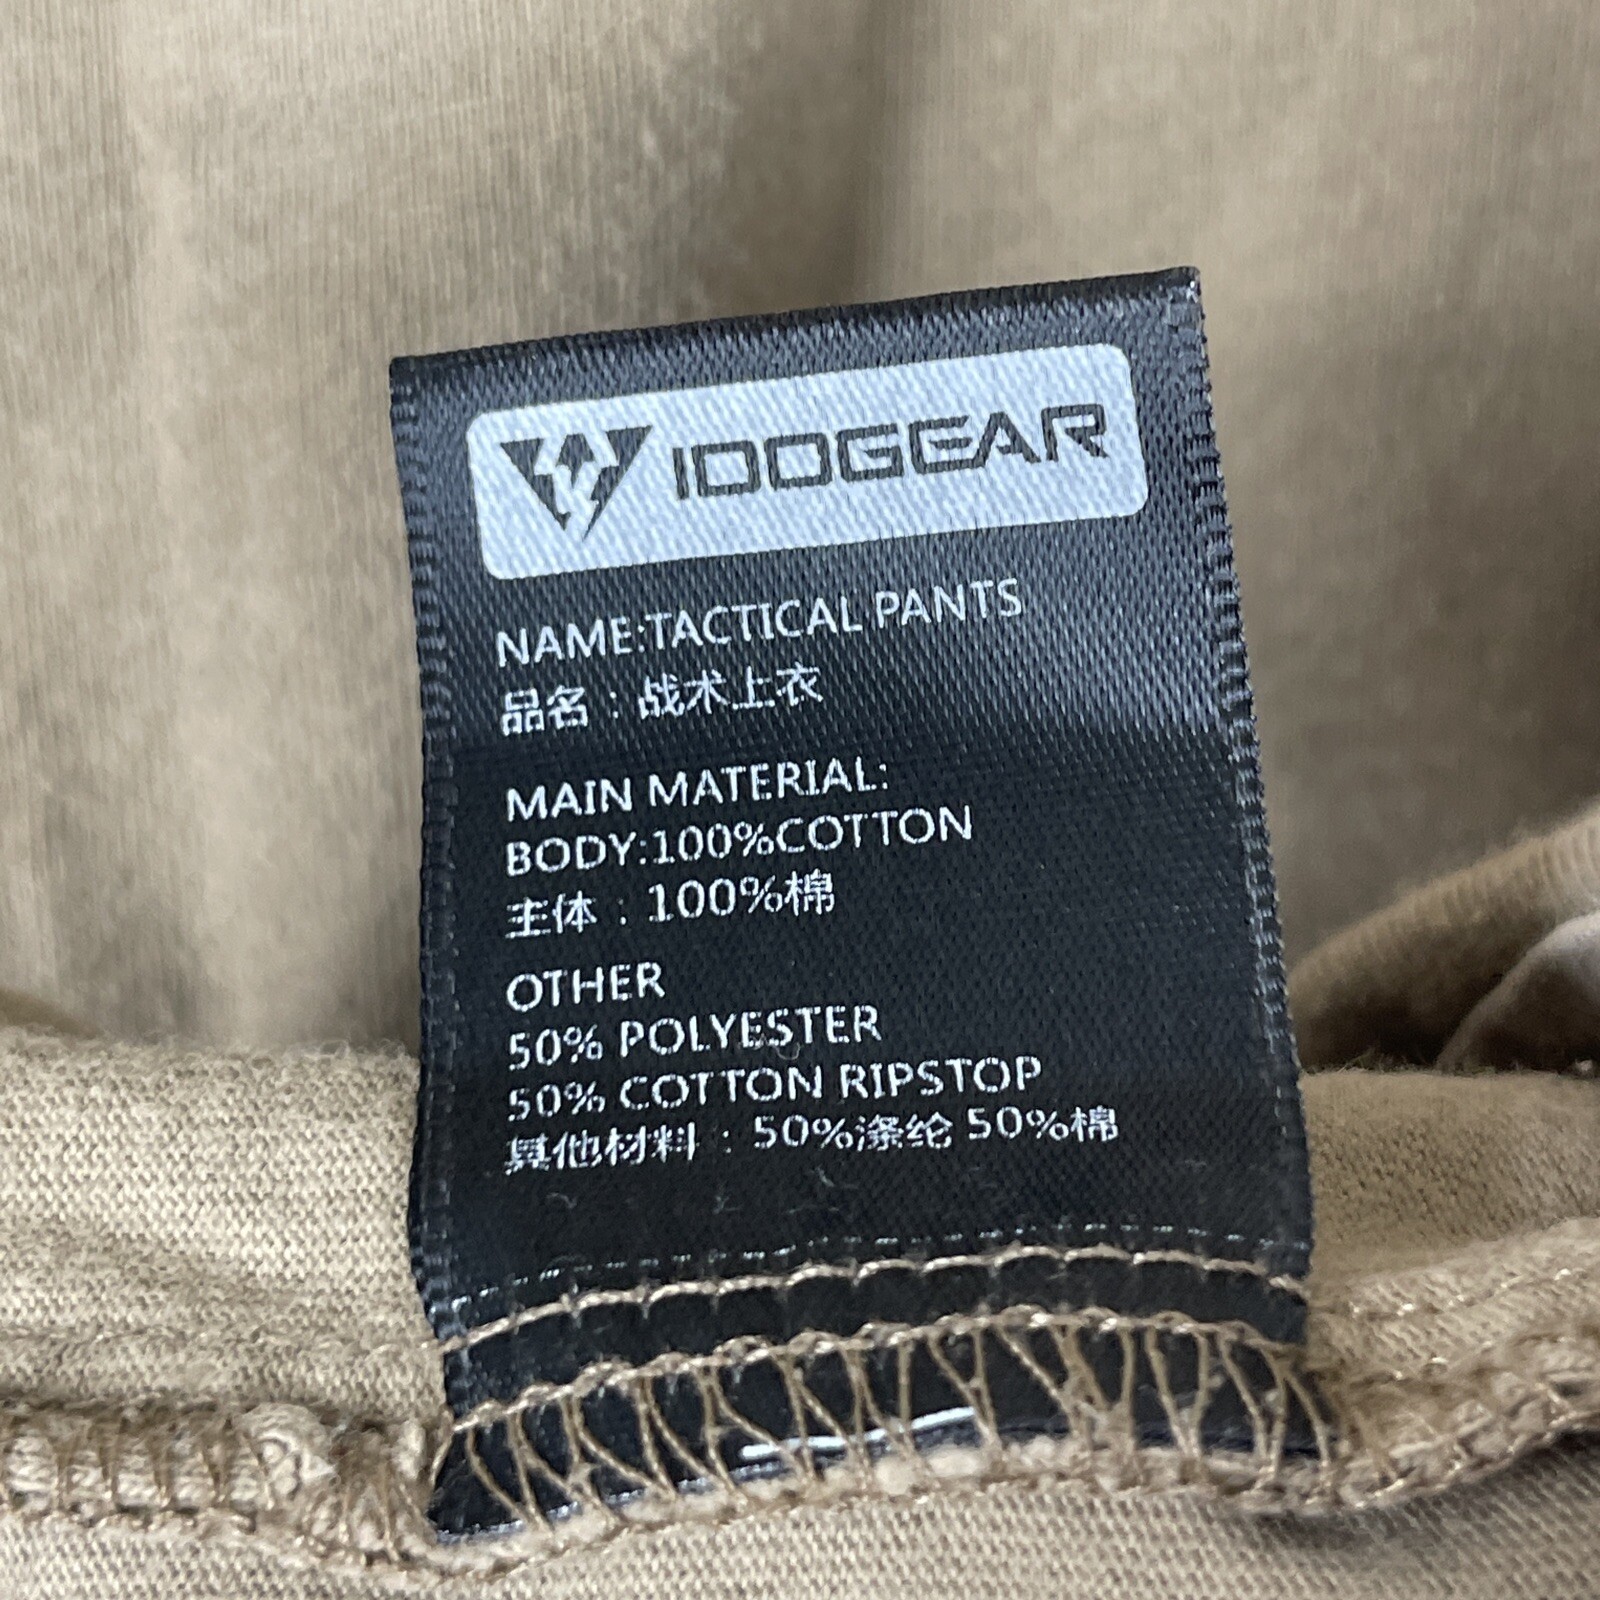 IDOGEAR
NAME:TACTICAL PANTS
品名：战术上衣
MAIN MATERIAL:
BODY:100%COTTON
主体：100%棉
OTHER
50% POLYESTER
50% COTTON RIPSTOP
其他材料：50%涤纶 50%棉